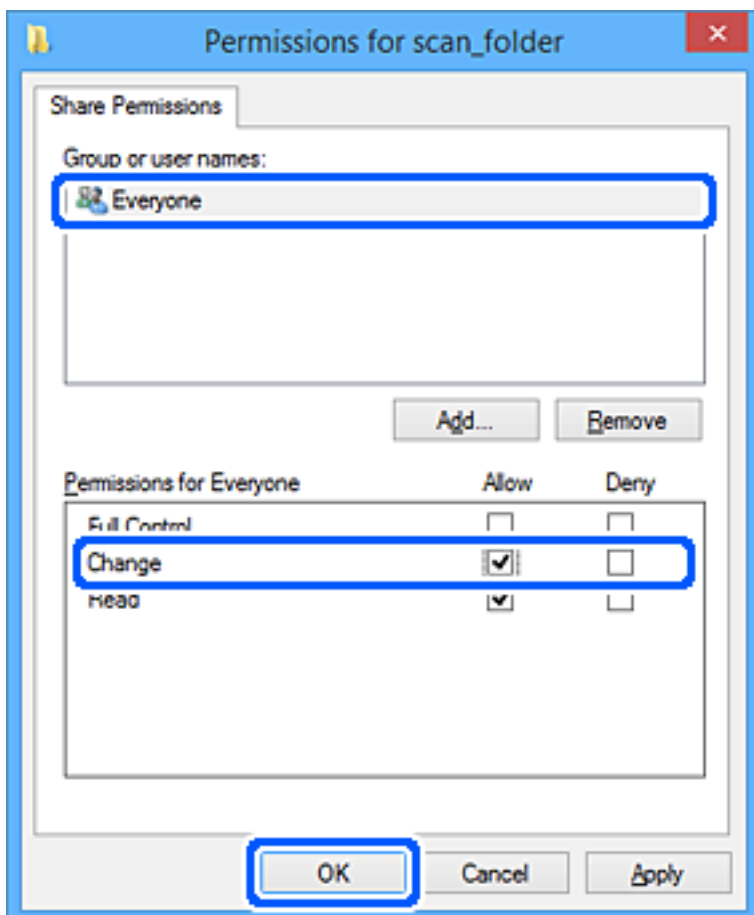 Permissions for scan_folder
Share Permissions
Group or user names:
Everyone
Add... Remove
Permissions for Everyone Allow Deny
Full Control
Change
Read
OK Cancel Apply